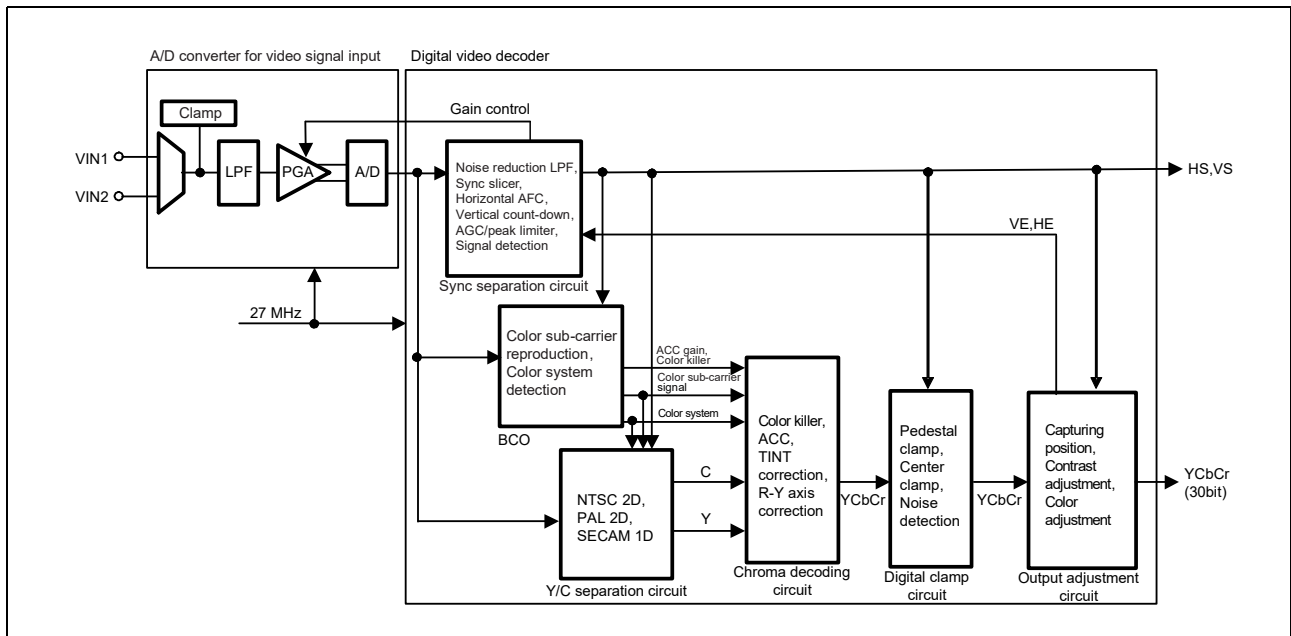 A/D converter for video signal input
Digital video decoder
Clamp
VIN1
VIN2
LPF
PGA
A/D
Gain control
Noise reduction LPF,
Sync slicer,
Horizontal AFC,
Vertical count-down,
AGC/peak limiter,
Signal detection
Sync separation circuit
HS,VS
VE,HE
27 MHz
Color sub-carrier
reproduction,
Color system
detection
BCO
ACC gain,
Color killer
Color sub-carrier
signal
Color system
NTSC 2D,
PAL 2D,
SECAM 1D
Y/C separation circuit
C
Y
Color killer,
ACC,
TINT
correction,
R-Y axis
correction
Chroma decoding
circuit
YCbCr
Pedestal
clamp,
Center
clamp,
Noise
detection
Digital clamp
circuit
YCbCr
Capturing
position,
Contrast
adjustment,
Color
adjustment
Output adjustment
circuit
YCbCr
(30bit)